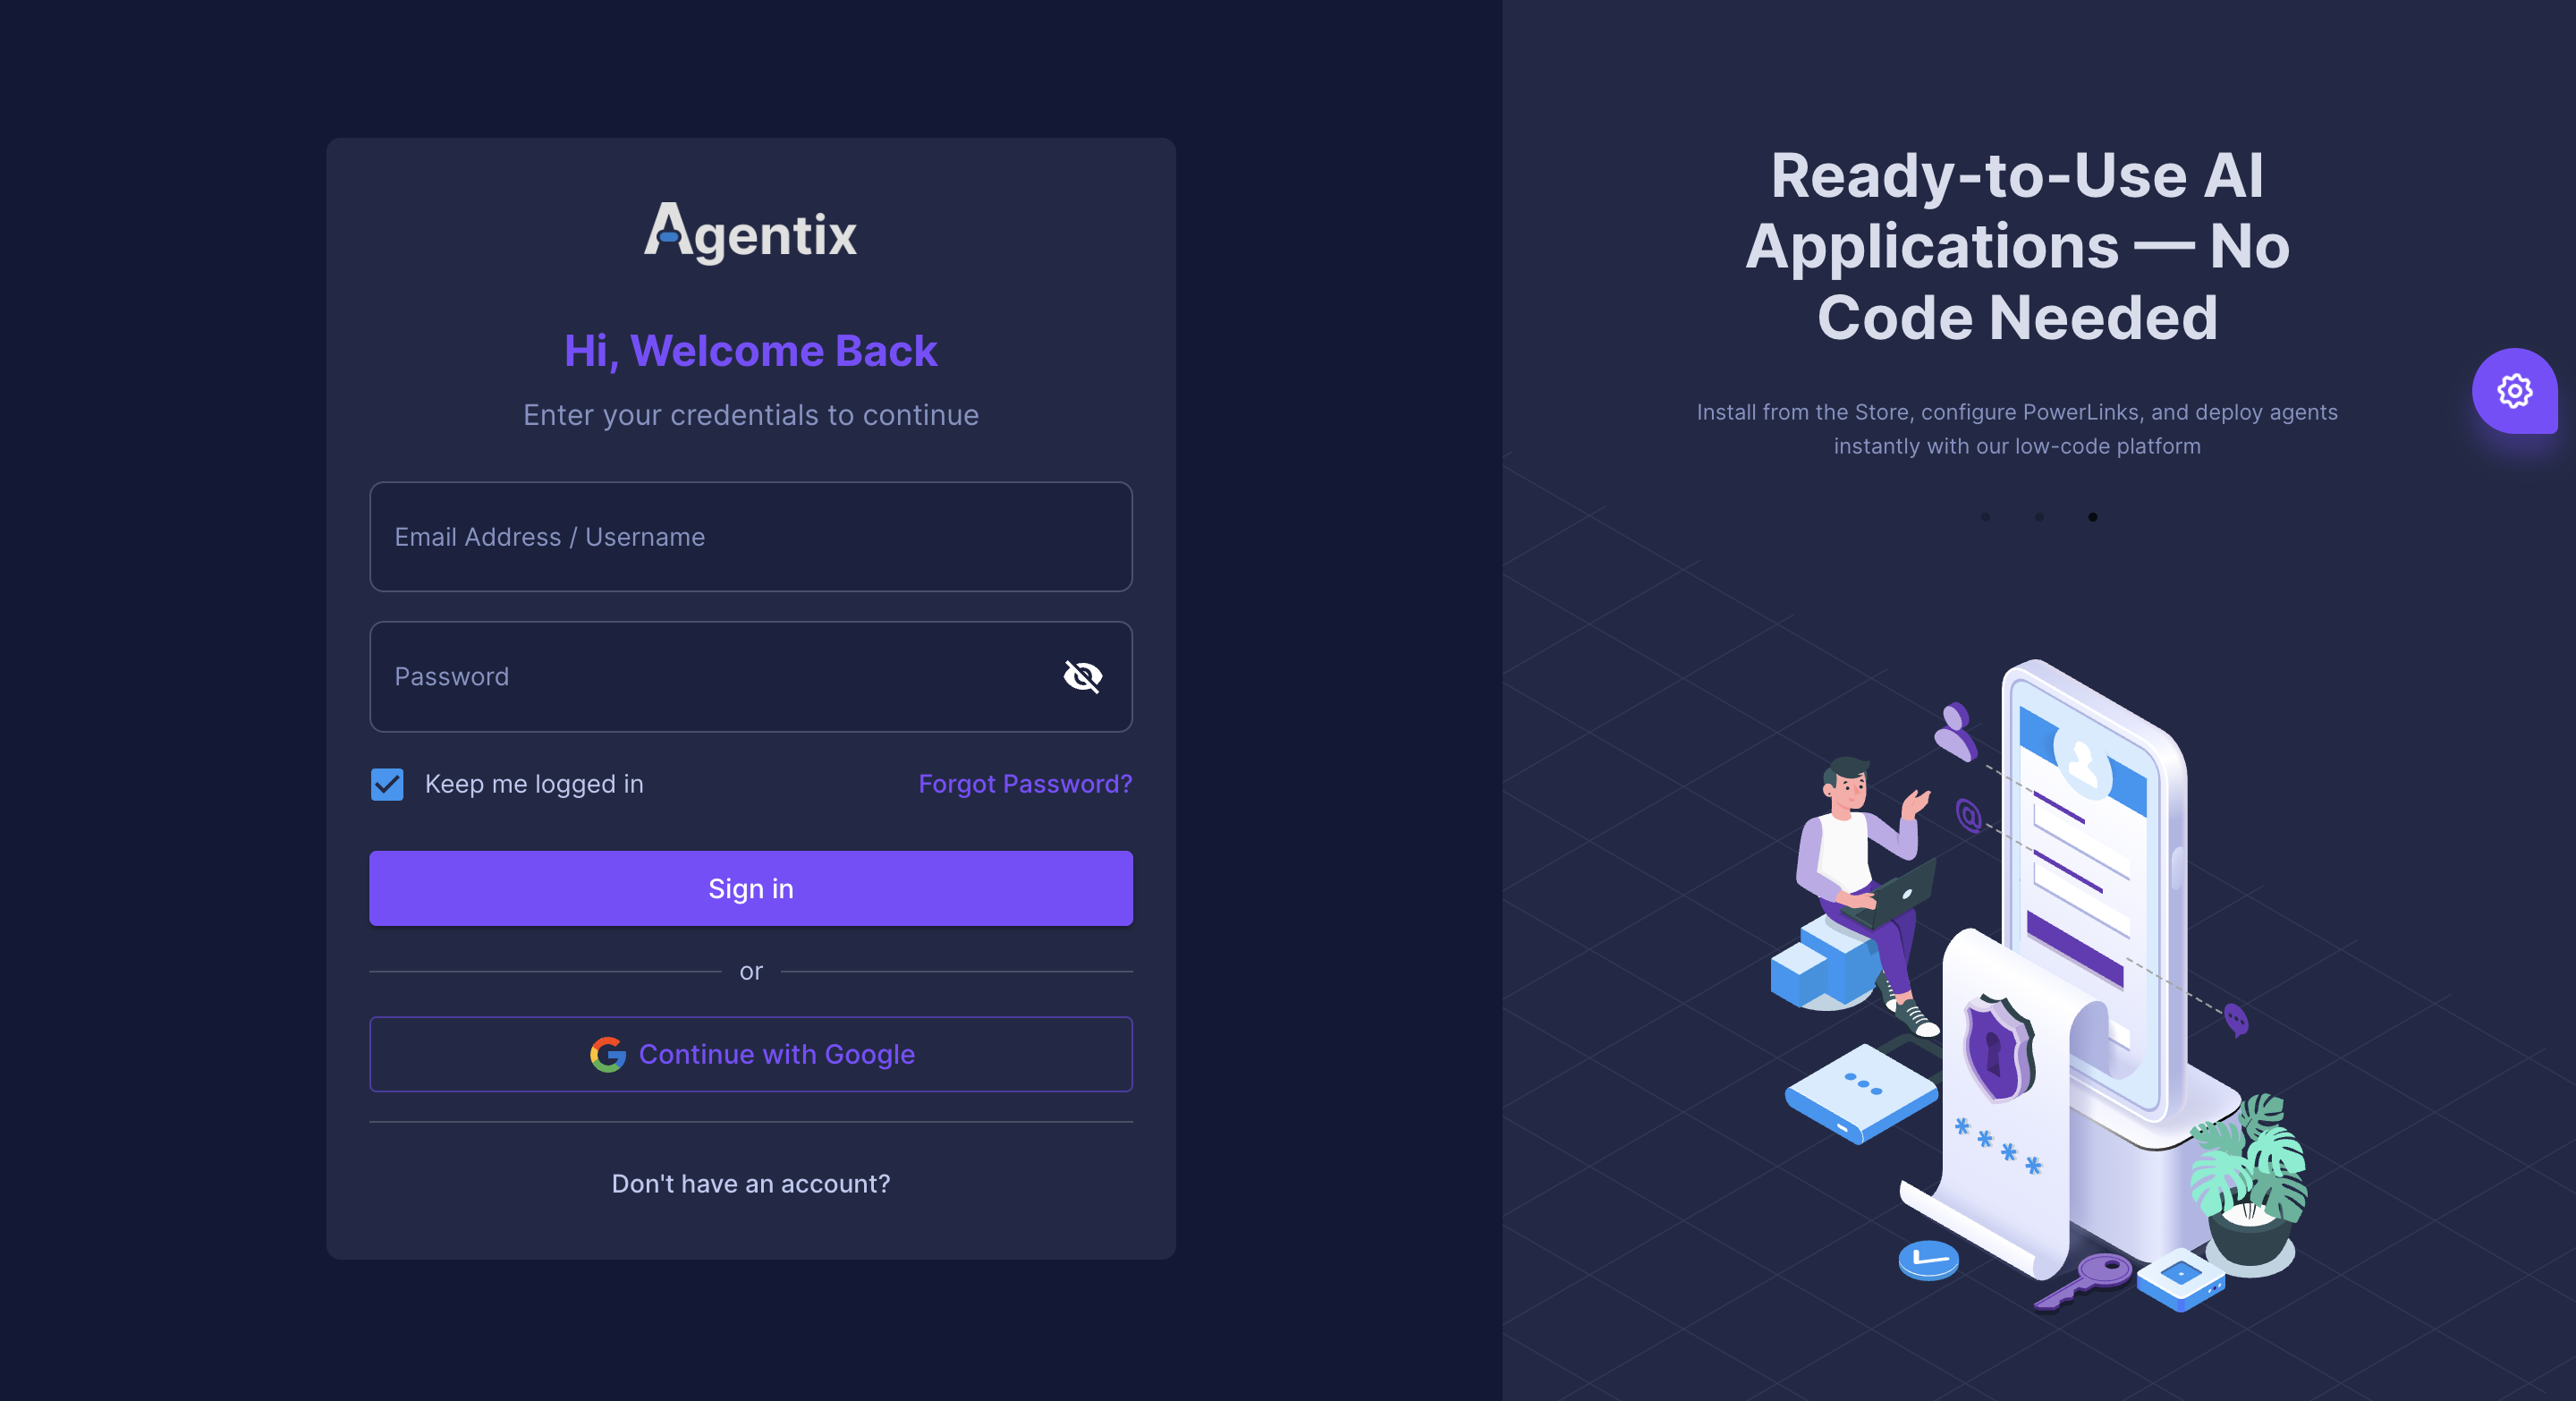 Agentix
Hi, Welcome Back
Enter your credentials to continue
Email Address / Username
Password
Keep me logged in
Forgot Password?
Sign in
or
Continue with Google
Don't have an account?
Ready-to-Use AI
Applications — No
Code Needed
Install from the Store, configure PowerLinks, and deploy agents
instantly with our low-code platform
@
* * * *